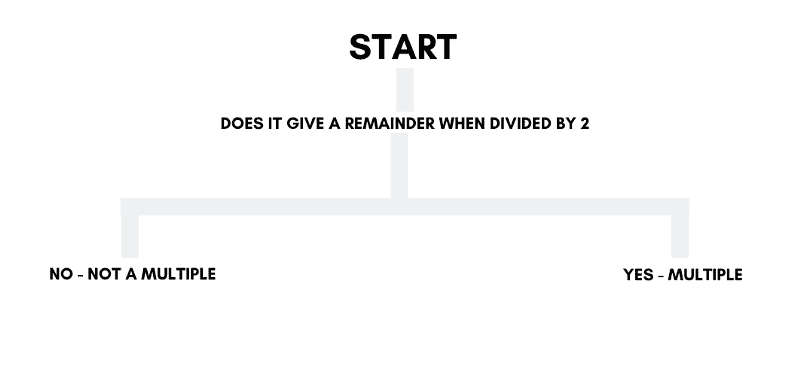 START
DOES IT GIVE A REMAINDER WHEN DIVIDED BY 2
NO - NOT A MULTIPLE
YES - MULTIPLE